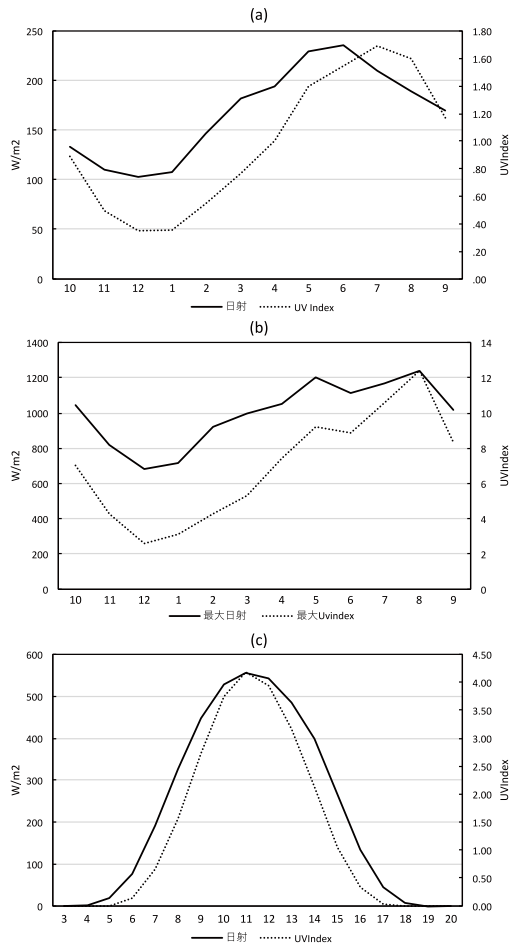 (a)
250 1.80
200 1.60
1.40
150 1.20
W/m2 1.00 UVIndex
100 .80
.60
50 .40
.20
0 .00
10 11 12 1 2 3 4 5 6 7 8 9
日射 UV Index
(b)
1400 14
1200 12
1000 10
W/m2 800 8 UVIndex
600 6
400 4
200 2
0 0
10 11 12 1 2 3 4 5 6 7 8 9
最大日射 最大Uvindex
(c)
600 4.50
500 4.00
3.50
400 3.00
W/m2 300 2.50 UVIndex
2.00
200 1.50
100 1.00
0.50
0 0.00
3 4 5 6 7 8 9 10 11 12 13 14 15 16 17 18 19 20
日射 UVIndex